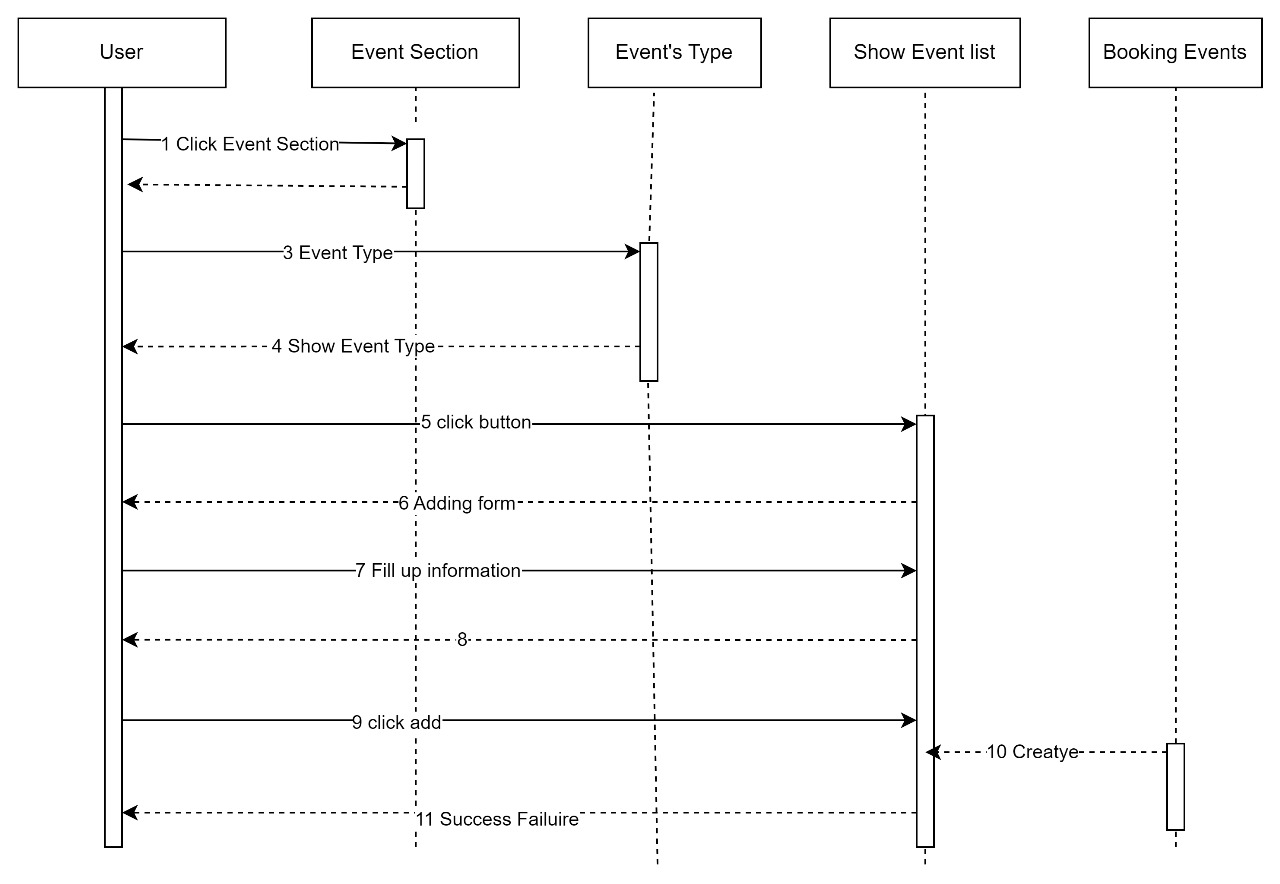 User
Event Section
Event's Type
Show Event list
Booking Events
1 Click Event Section
3 Event Type
4 Show Event Type
5 click button
6 Adding form
7 Fill up information
8
9 click add
10 Creatye
11 Success Failuire